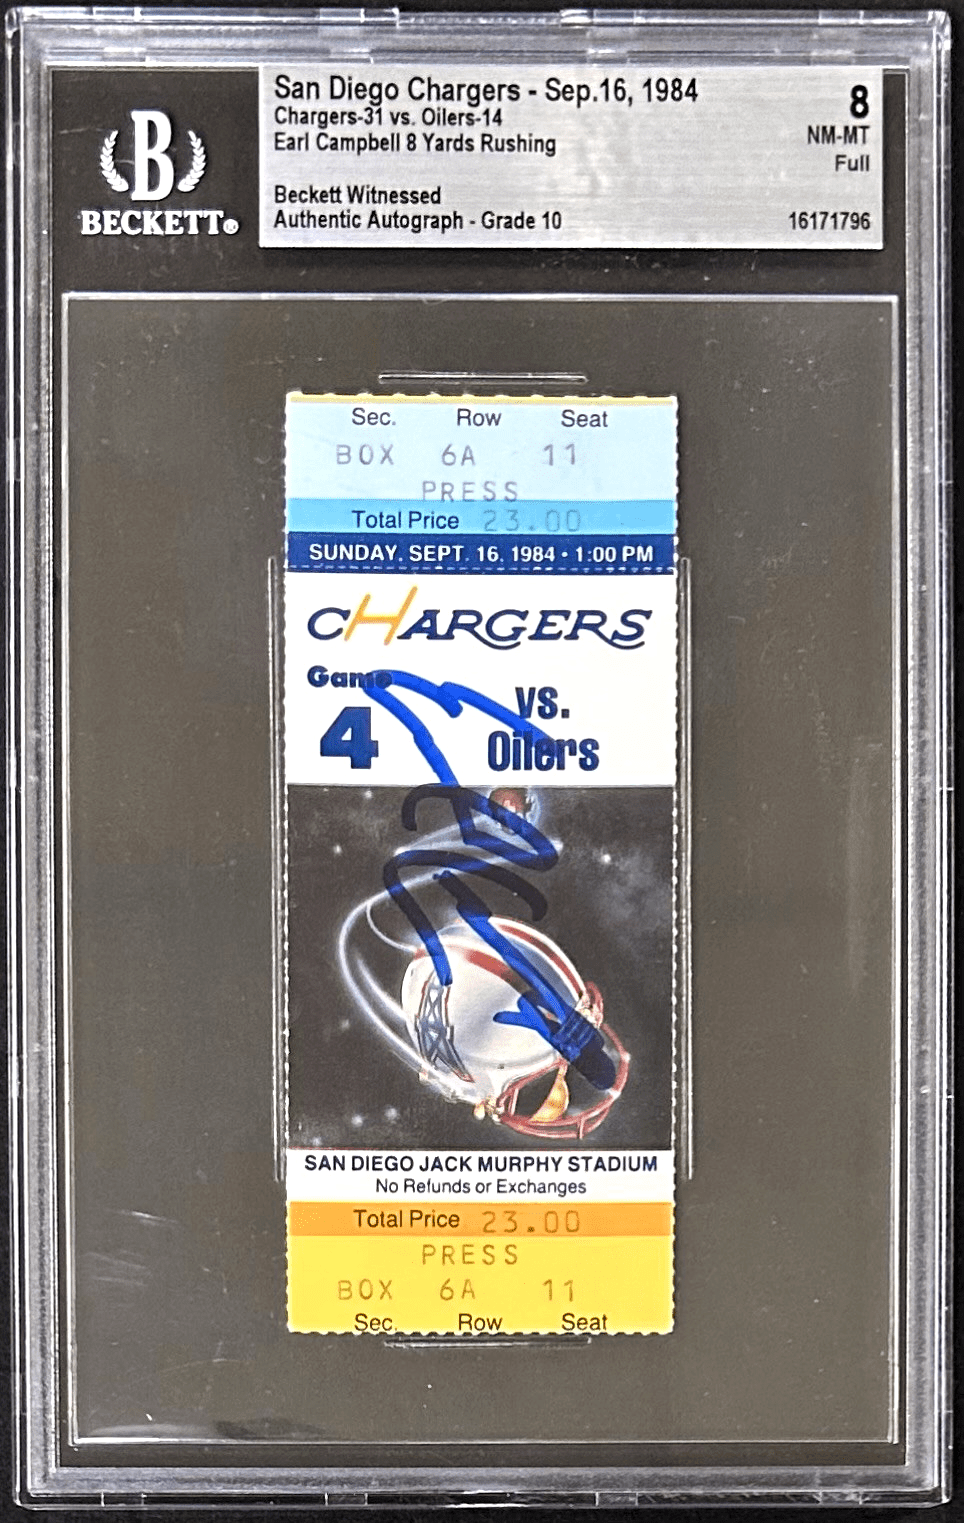 San Diego Chargers - Sep.16, 1984
Chargers-31 vs. Oilers-14
Earl Campbell 8 Yards Rushing
Beckett Witnessed
Authentic Autograph - Grade 10
8
NM-MT
Full
16171796
B
BECKETT®
Sec. Row Seat
BOX 6A 11
PRESS
Total Price 23.00
SUNDAY, SEPT. 16, 1984 • 1:00 PM
CHARGERS
Game
4
vs.
Oilers
SAN DIEGO JACK MURPHY STADIUM
No Refunds or Exchanges
Total Price 23.00
PRESS
BOX 6A 11
Sec. Row Seat